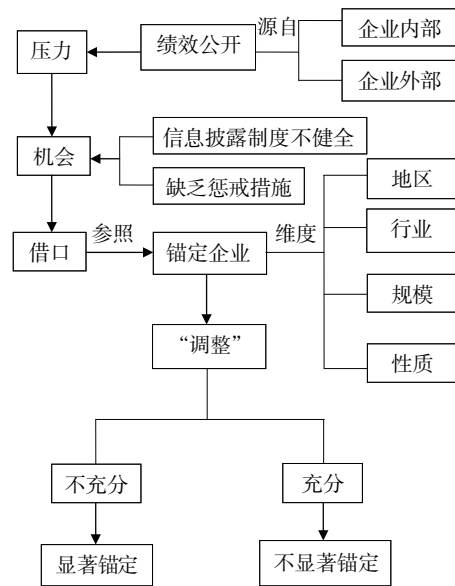 压力
绩效公开
源自
企业内部
企业外部
机会
信息披露制度不健全
缺乏惩戒措施
借口
参照
锚定企业
维度
地区
行业
规模
性质
“调整”
不充分
充分
显著锚定
不显著锚定